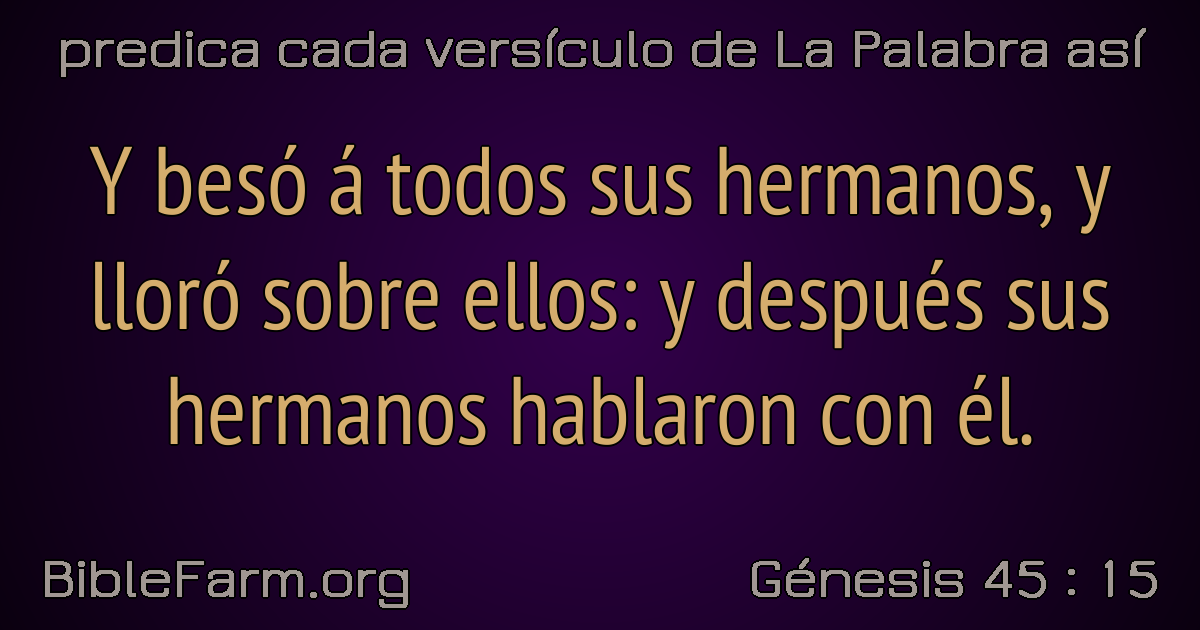 predica cada versículo de La Palabra así
Y besó á todos sus hermanos, y
lloró sobre ellos: y después sus
hermanos hablaron con él.
BibleFarm.org
Génesis 45 : 15